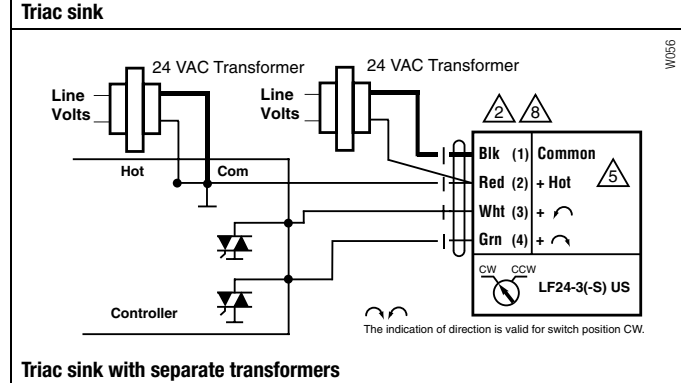 Triac sink
W056
24 VAC Transformer
24 VAC Transformer
Line
Volts
Line
Volts
2
8
Blk (1) Common
5
Hot
Com
Red (2) + Hot
Wht (3) +
Grn (4) +
CW CCW
LF24-3(-S) US
Controller
The indication of direction is valid for switch position CW.
Triac sink with separate transformers